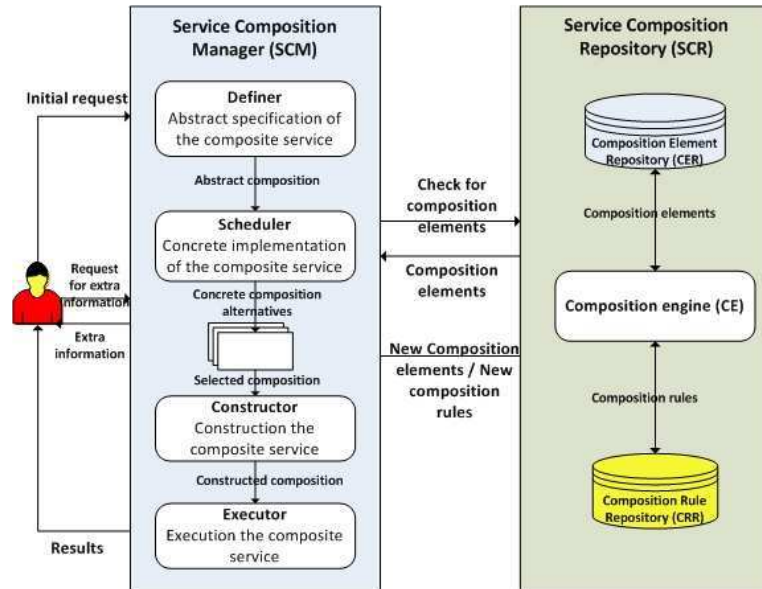 Service Composition
Manager (SCM)
Service Composition
Repository (SCR)
Initial request
Definer
Abstract specification of
the composite service
Abstract composition
Scheduler
Concrete implementation
of the composite service
Concrete composition
alternatives
Selected composition
Constructor
Construction the
composite service
Constructed composition
Executor
Execution the composite
service
Request
for extra
information
Extra
information
Results
Check for
composition
elements
Composition
elements
New Composition
elements / New
composition
rules
Composition Element
Repository (CER)
Composition elements
Composition engine (CE)
Composition rules
Composition Rule
Repository (CRR)